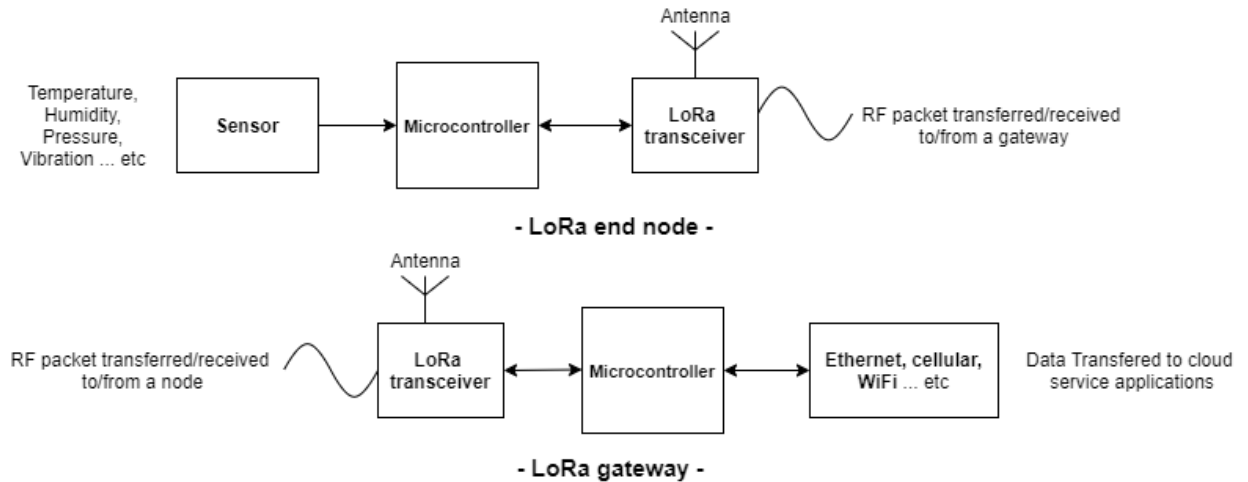 Antenna
Temperature,
Humidity,
Pressure,
Vibration ... etc
Sensor
Microcontroller
LoRa
transceiver
RF packet transferred/received
to/from a gateway
- LoRa end node -
Antenna
RF packet transferred/received
to/from a node
LoRa
transceiver
Microcontroller
Ethernet, cellular,
WiFi ... etc
Data Transfered to cloud
service applications
- LoRa gateway -